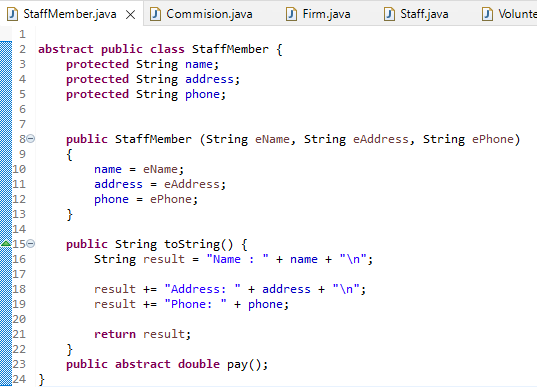 StaffMember.java Commision.java Firm.java Staff.java Volunte
1
2 abstract public class StaffMember {
3 protected String name;
4 protected String address;
5 protected String phone;
6
7
8 public StaffMember (String eName, String eAddress, String ePhone)
9 {
10 name = eName;
11 address = eAddress;
12 phone = ePhone;
13 }
14
15 public String toString() {
16 String result = "Name : " + name + "\n";
17
18 result += "Address: " + address + "\n";
19 result += "Phone: " + phone;
20
21 return result;
22 }
23 public abstract double pay();
24 }